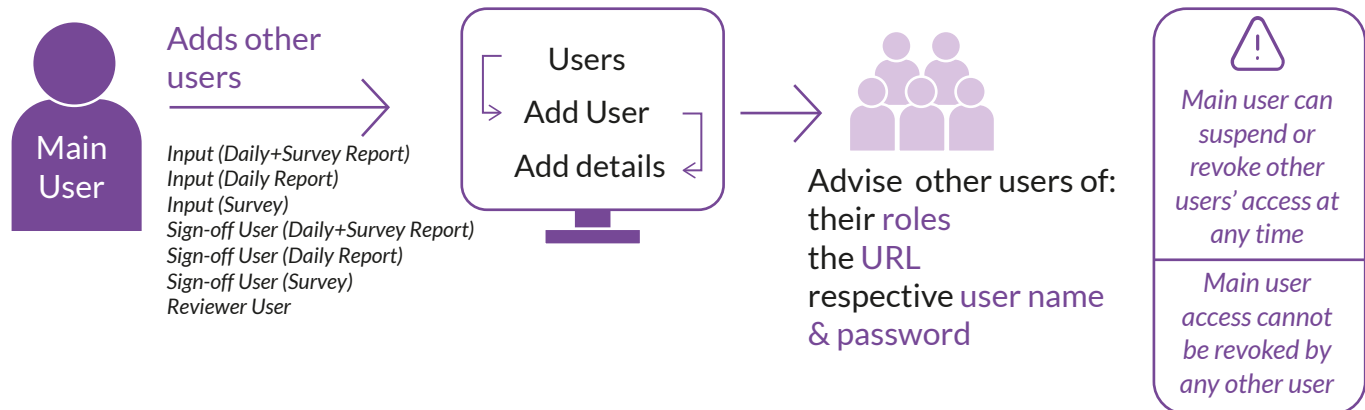 Main
User
Adds other
users
Input (Daily+Survey Report)
Input (Daily Report)
Input (Survey)
Sign-off User (Daily+Survey Report)
Sign-off User (Daily Report)
Sign-off User (Survey)
Reviewer User
Users
Add User
Add details
Advise other users of:
their roles
the URL
respective user name
& password
!
Main user can
suspend or
revoke other
users’ access at
any time
Main user
access cannot
be revoked by
any other user